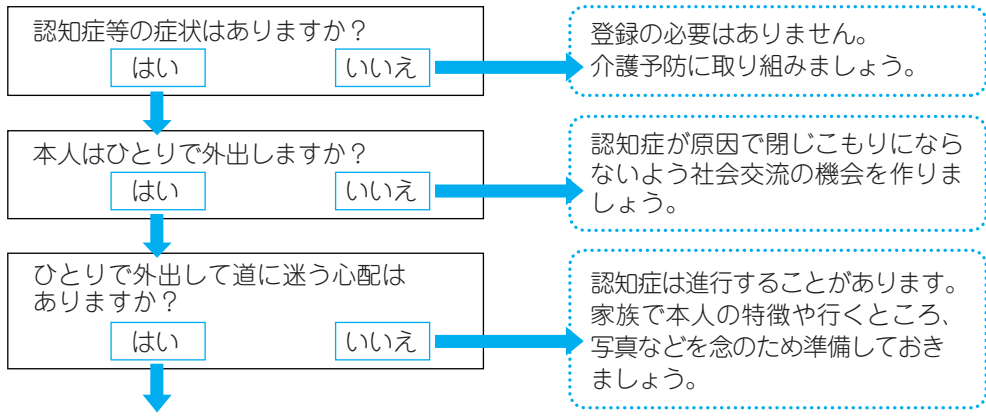 認知症等の症状はありますか？
はい
いいえ
登録の必要はありません。
介護予防に取り組みましょう。
本人はひとりで外出しますか？
はい
いいえ
認知症が原因で閉じこもりになら
ないよう社会交流の機会を作りま
しょう。
ひとりで外出して道に迷う心配は
ありますか？
はい
いいえ
認知症は進行することがあります。
家族で本人の特徴や行くところ、
写真などを念のため準備しておき
ましょう。